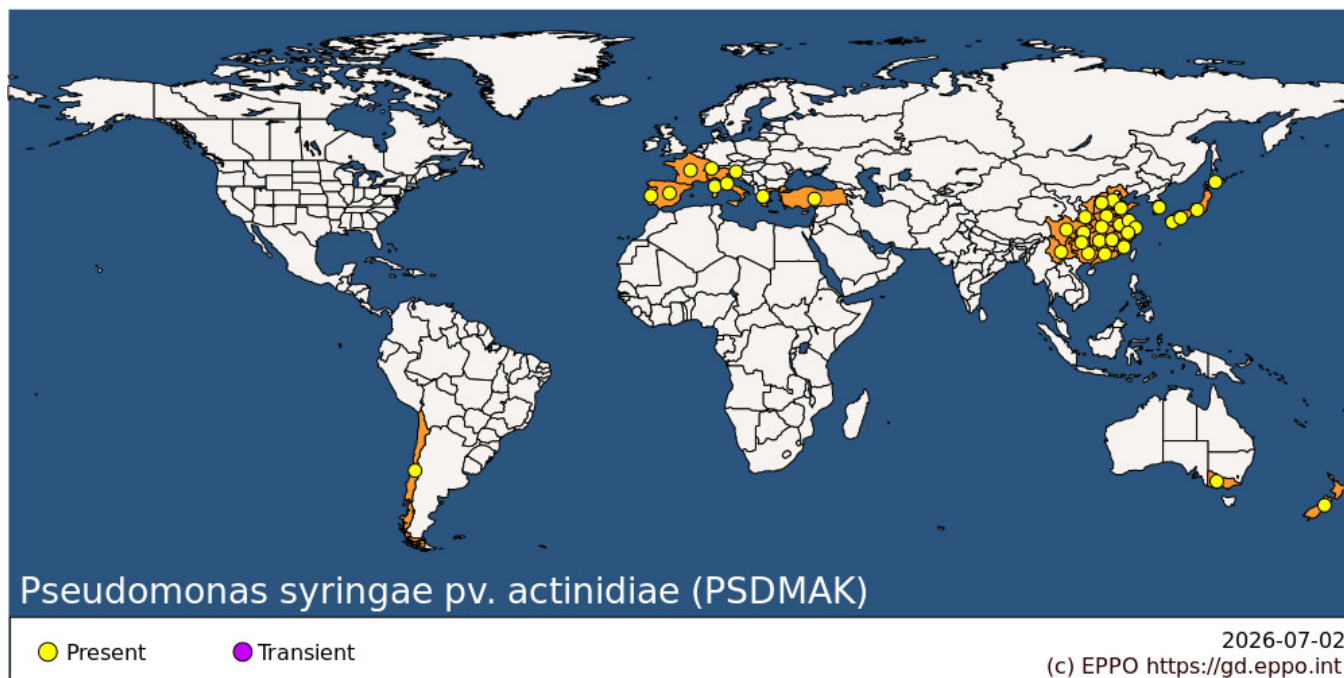 Pseudomonas syringae pv. actinidiae (PSDMAK)
Present
Transient
2026-07-02
(c) EPPO https://gd.eppo.int